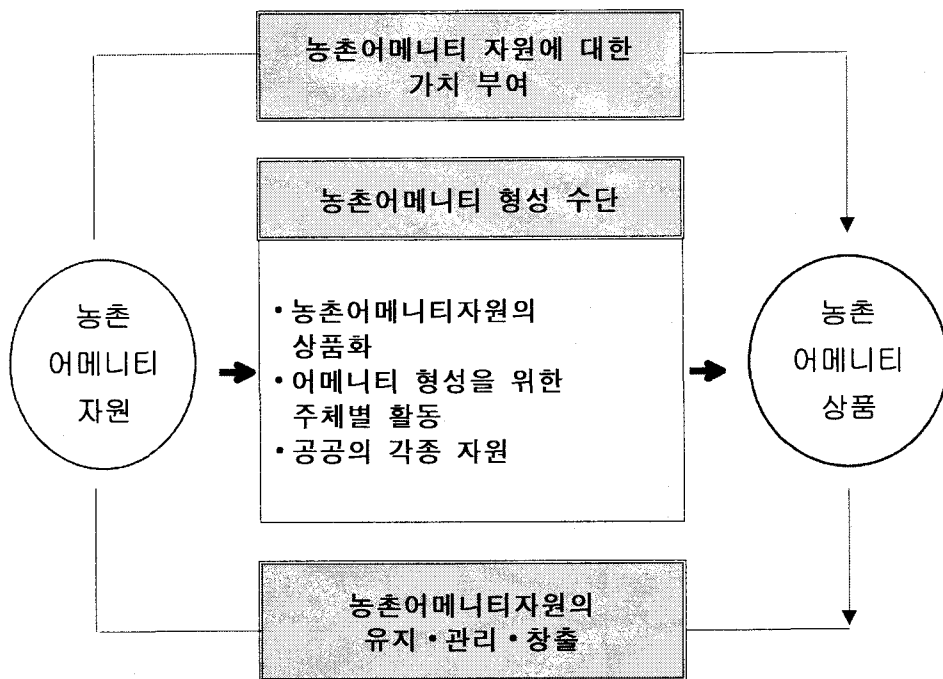 농촌어메니티 자원에 대한
가치 부여
농촌어메니티 형성 수단
농촌
어메니티
자원
• 농촌어메니티자원의
상품화
• 어메니티 형성을 위한
주체별 활동
• 공공의 각종 자원
농촌
어메니티
상품
농촌어메니티자원의
유지•관리•창출